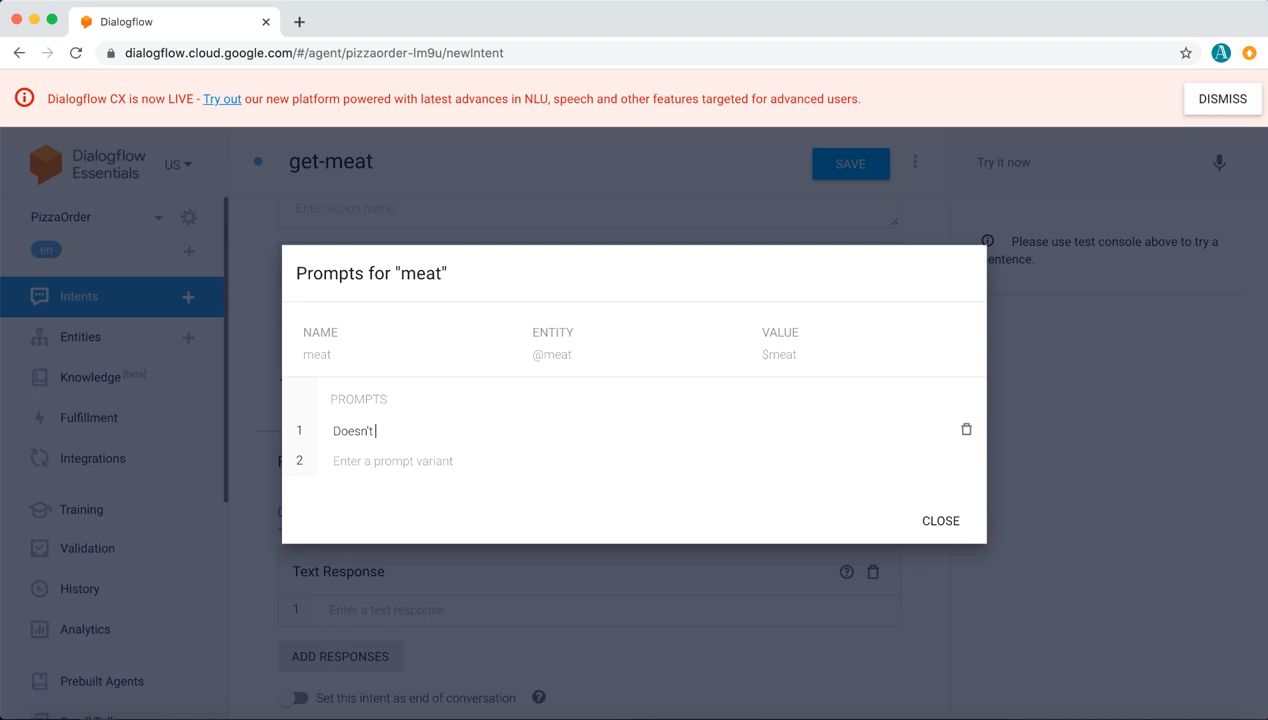 Dialogflow
dialogflow.cloud.google.com/#/agent/pizzaorder-lm9u/newIntent
Dialogflow CX is now LIVE - Try out our new platform powered with latest advances in NLU, speech and other features targeted for advanced users.
DISMISS
Dialogflow Essentials
US
get-meat
SAVE
Try it now
Enter action name
PizzaOrder
en
Please use test console above to try a
entence.
Prompts for "meat"
Intents
Entities
Knowledge [beta]
Fulfillment
Integrations
Training
Validation
History
Analytics
Prebuilt Agents
NAME ENTITY VALUE
meat @meat $meat
PROMPTS
1 Doesn't
2 Enter a prompt variant
CLOSE
Text Response
1 Enter a text response
ADD RESPONSES
Set this intent as end of conversation